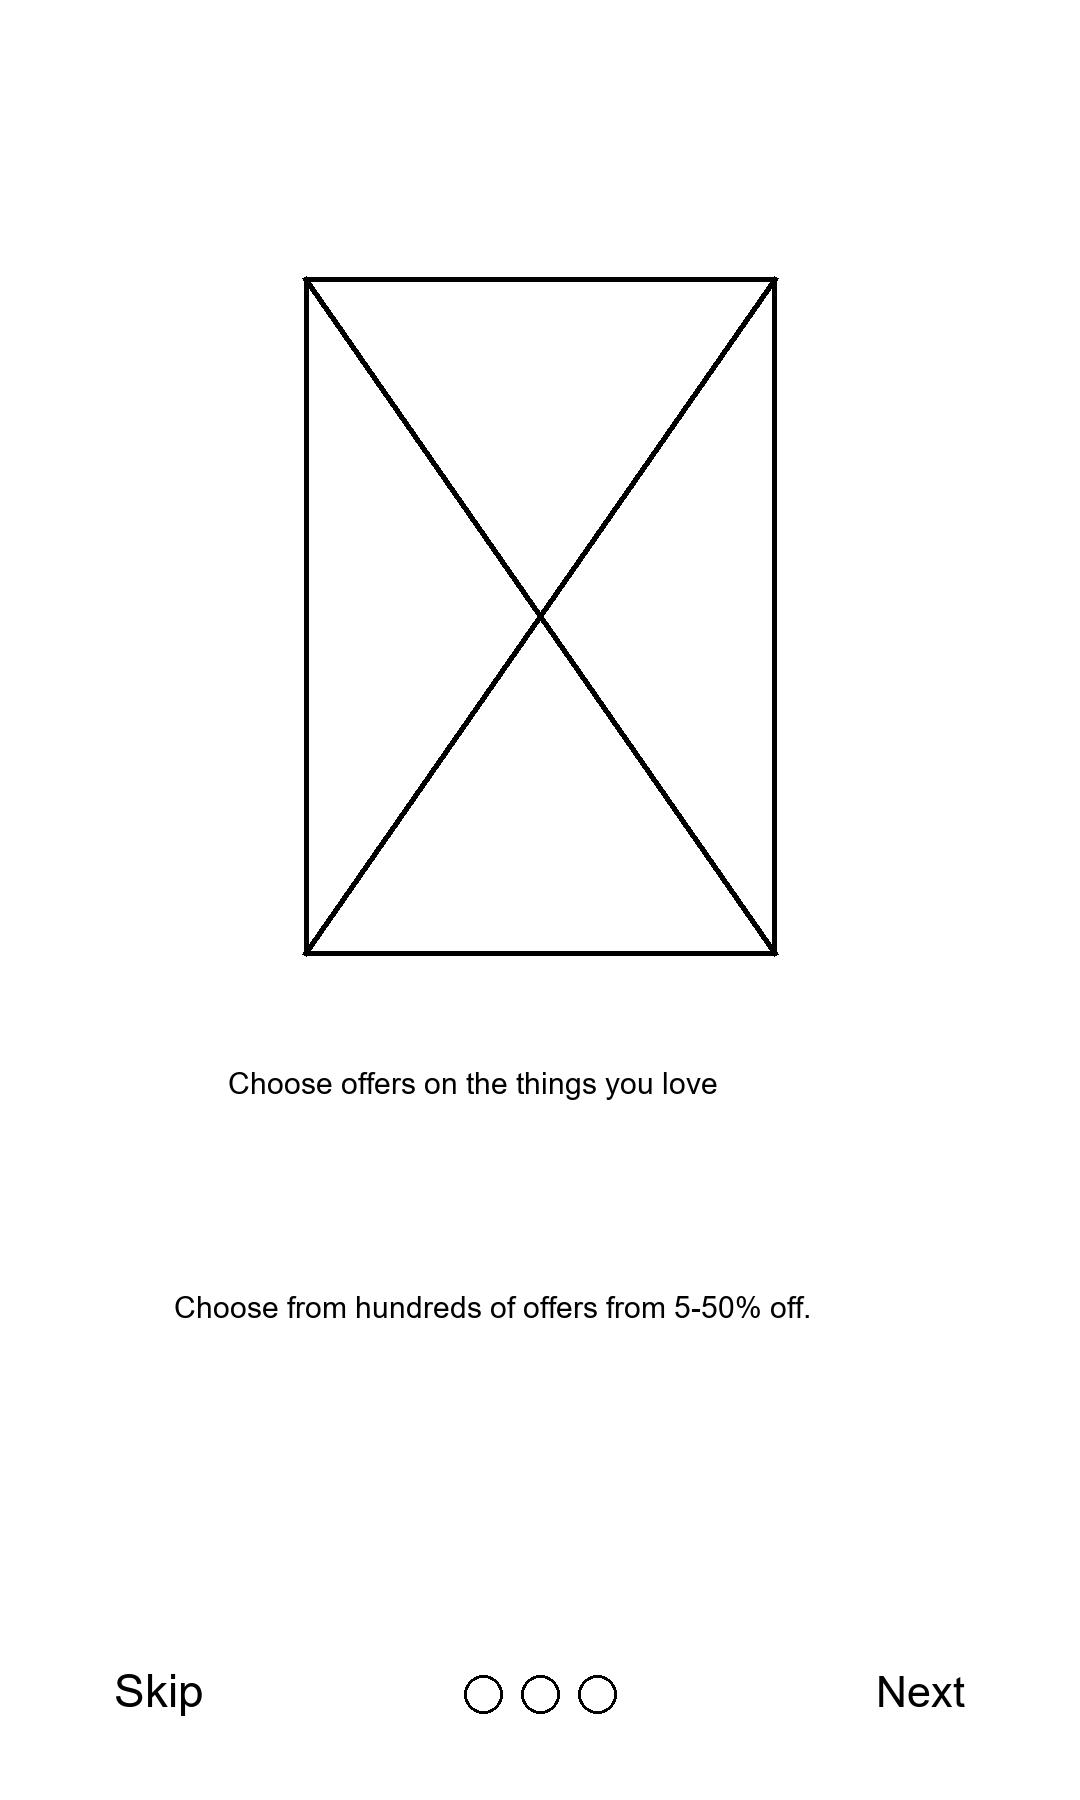 Choose offers on the things you love
Choose from hundreds of offers from 5-50% off.
Skip
Next